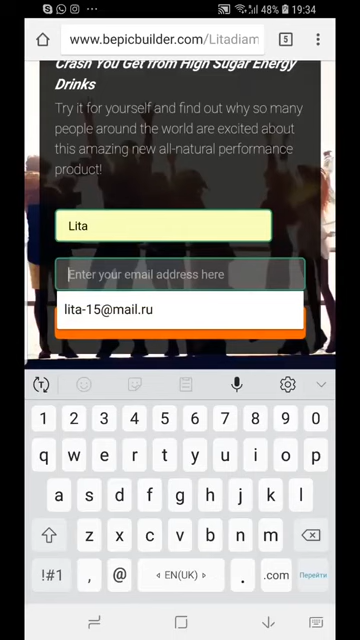 48% 19:34
www.bepicbuilder.com/Litadiam
5
Crash You Get from High Sugar Energy
Drinks
Try it for yourself and find out why so many
people around the world are excited about
this amazing new all-natural performance
product!
Lita
Enter your email address here
lita-15@mail.ru
1 2 3 4 5 6 7 8 9 0
q w e r t y u i o p
a s d f g h j k l
z x c v b n m
!#1 , @ EN(UK) . .com Перейти